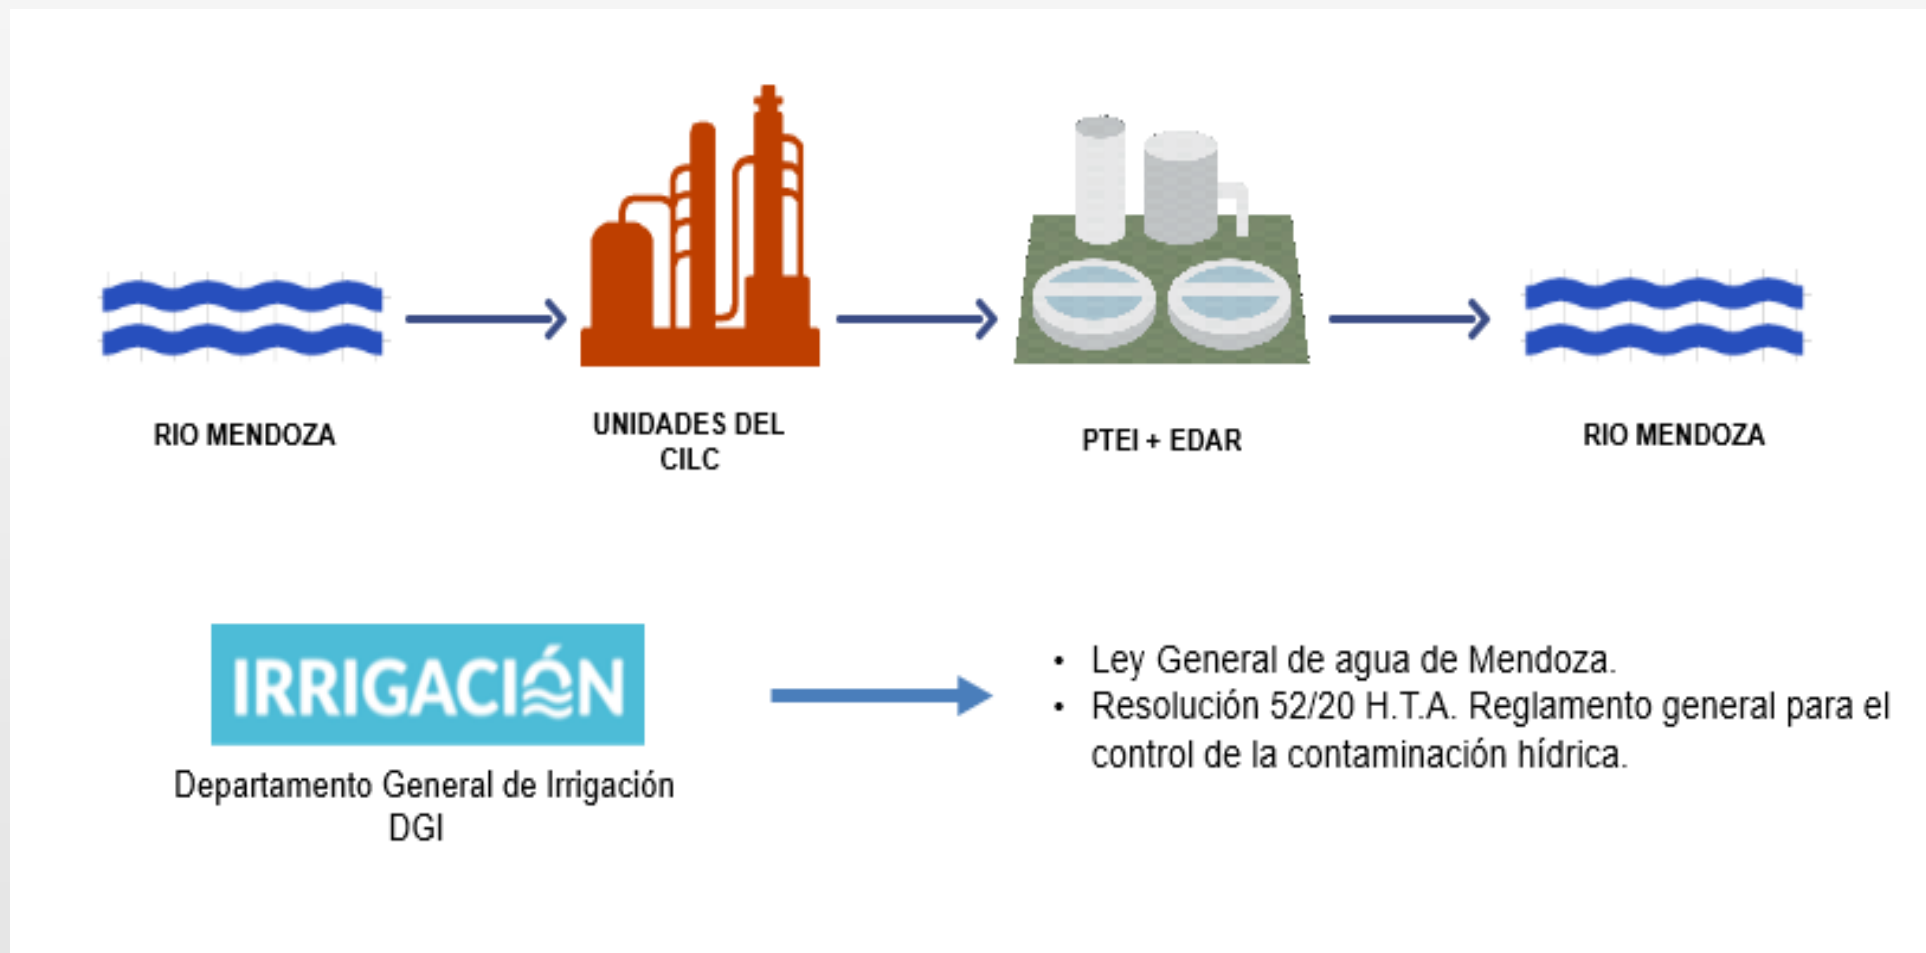 RIO MENDOZA
UNIDADES DEL
CILC
PTEI + EDAR
RIO MENDOZA
IRRIGACIÓN
Departamento General de Irrigación
DGI
• Ley General de agua de Mendoza.
• Resolución 52/20 H.T.A. Reglamento general para el
control de la contaminación hídrica.